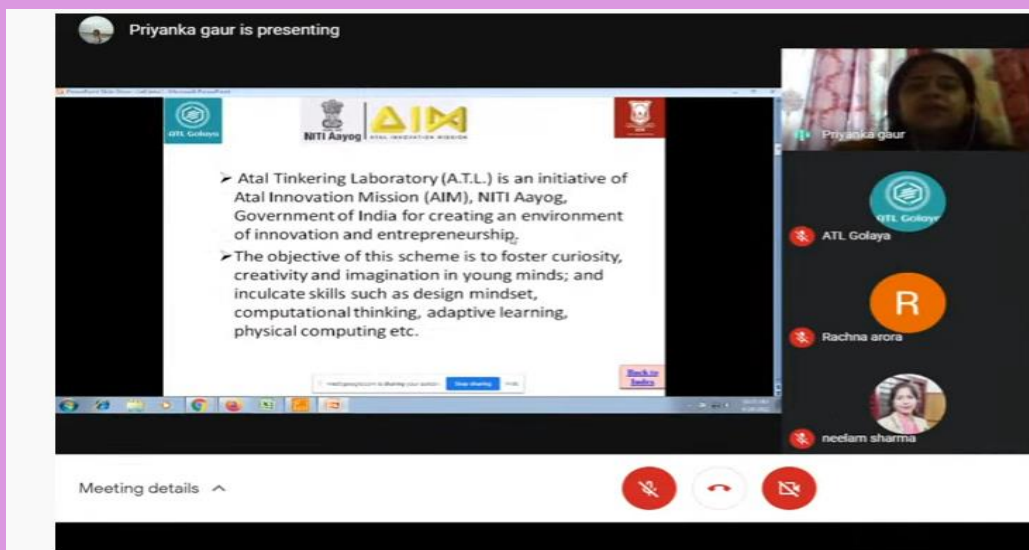 Priyanka gaur is presenting
ATL Golaya
NITI Aayog
AIM
ATAL INNOVATION MISSION
➢ Atal Tinkering Laboratory (A.T.L.) is an initiative of
Atal Innovation Mission (AIM), NITI Aayog,
Government of India for creating an environment
of innovation and entrepreneurship.
➢ The objective of this scheme is to foster curiosity,
creativity and imagination in young minds; and
inculcate skills such as design mindset,
computational thinking, adaptive learning,
physical computing etc.
Stop sharing
Back to
Index
Priyanka gaur
ATL Golaya
R
Rachna arora
neelam sharma
Meeting details